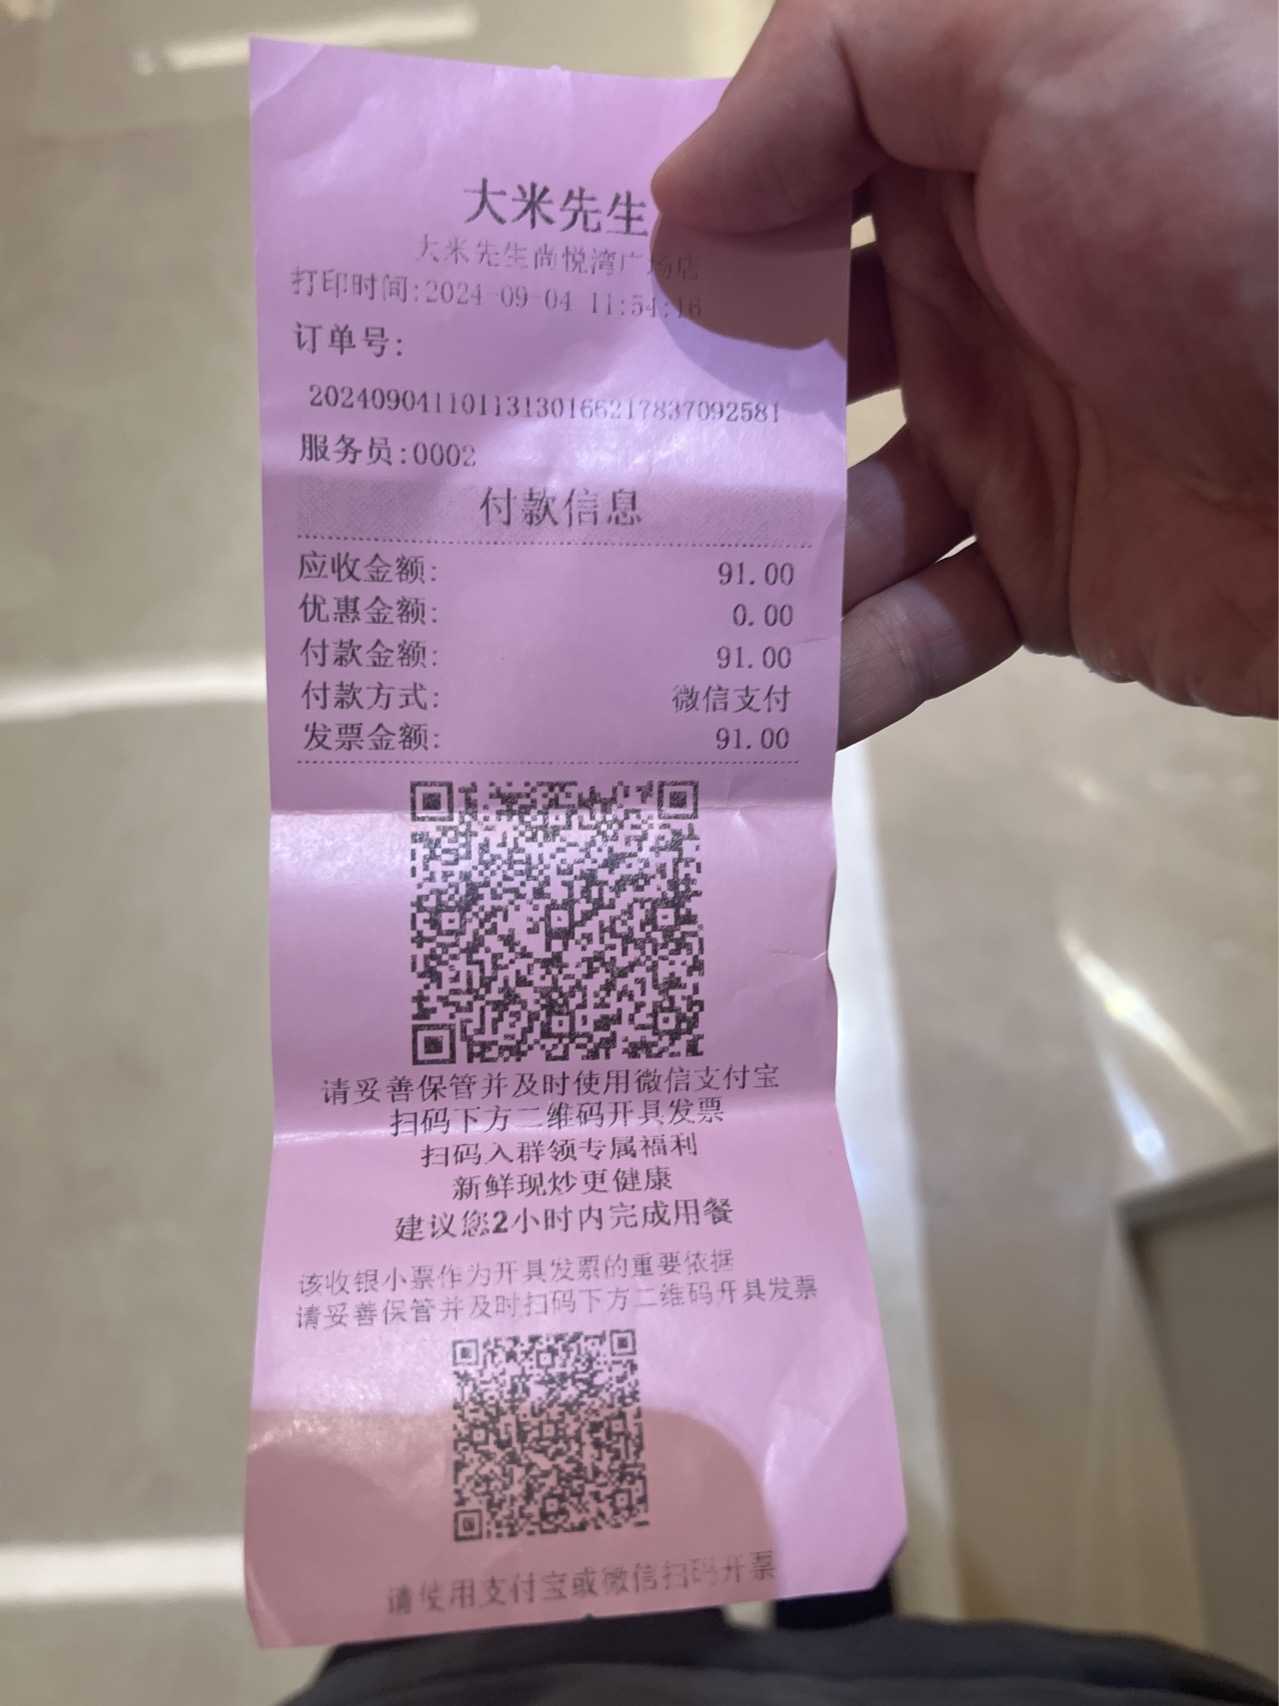 大米先生
大米先生尚悦湾广场店
打印时间:2024-09-04 11:54:16
订单号:
20240904110113130166217837092581
服务员:0002
付款信息
应收金额: 91.00
优惠金额: 0.00
付款金额: 91.00
付款方式: 微信支付
发票金额: 91.00
请妥善保管并及时使用微信支付宝
扫码下方二维码开具发票
扫码入群领专属福利
新鲜现炒更健康
建议您2小时内完成用餐
该收银小票作为开具发票的重要依据
请妥善保管并及时扫码下方二维码开具发票
请使用支付宝或微信扫码开票